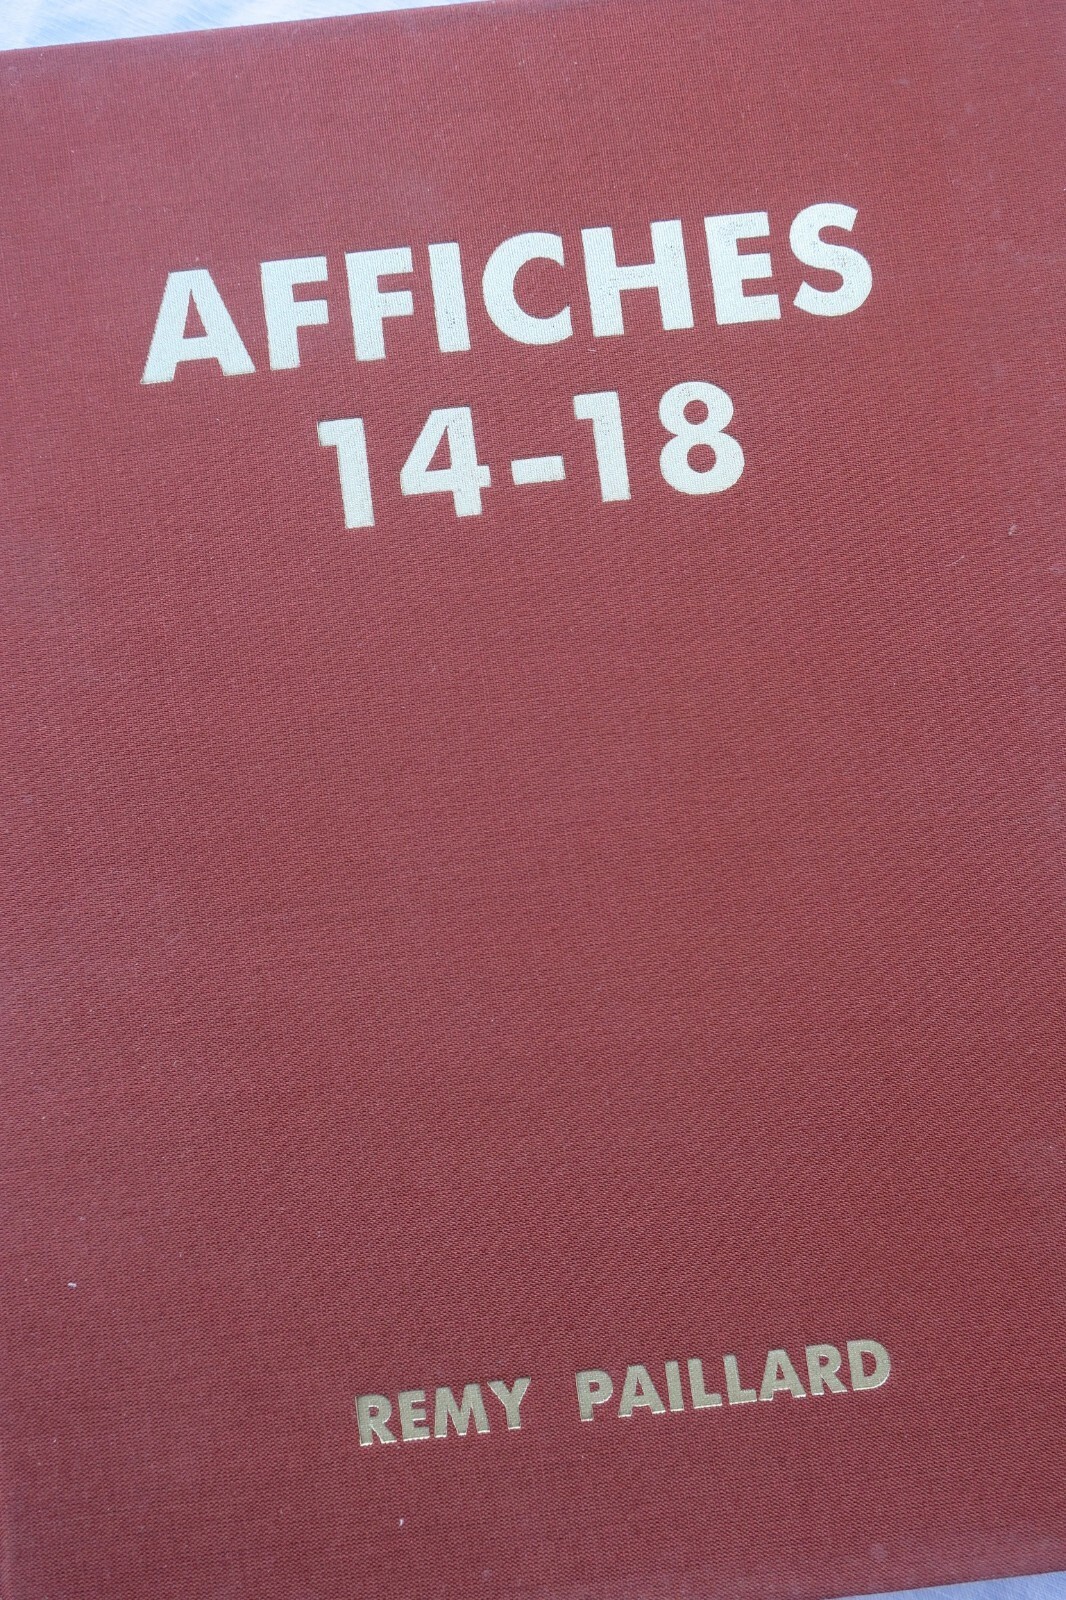 AFFICHES
14-18
REMY PAILLARD